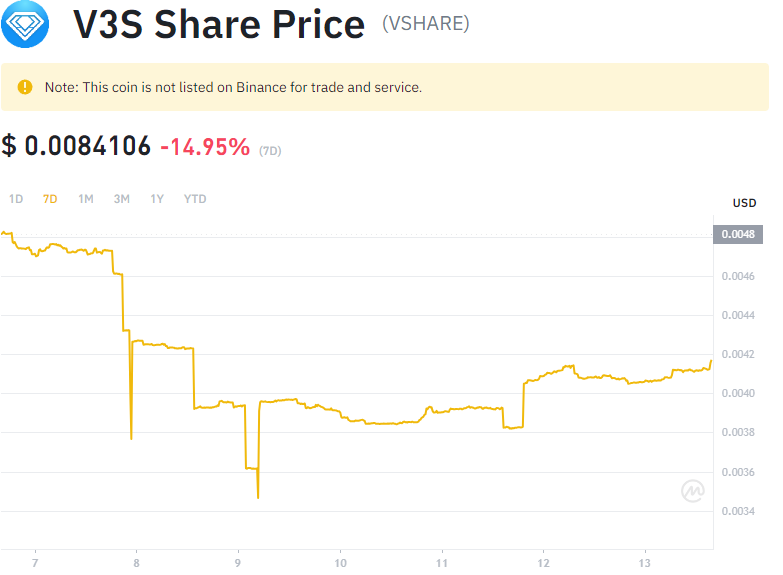 V3S Share Price (VSHARE)
Note: This coin is not listed on Binance for trade and service.
$ 0.0084106 -14.95% (7D)
1D 7D 1M 3M 1Y YTD
USD
0.0048
0.0046
0.0044
0.0042
0.0040
0.0038
0.0036
0.0034
7 8 9 10 11 12 13